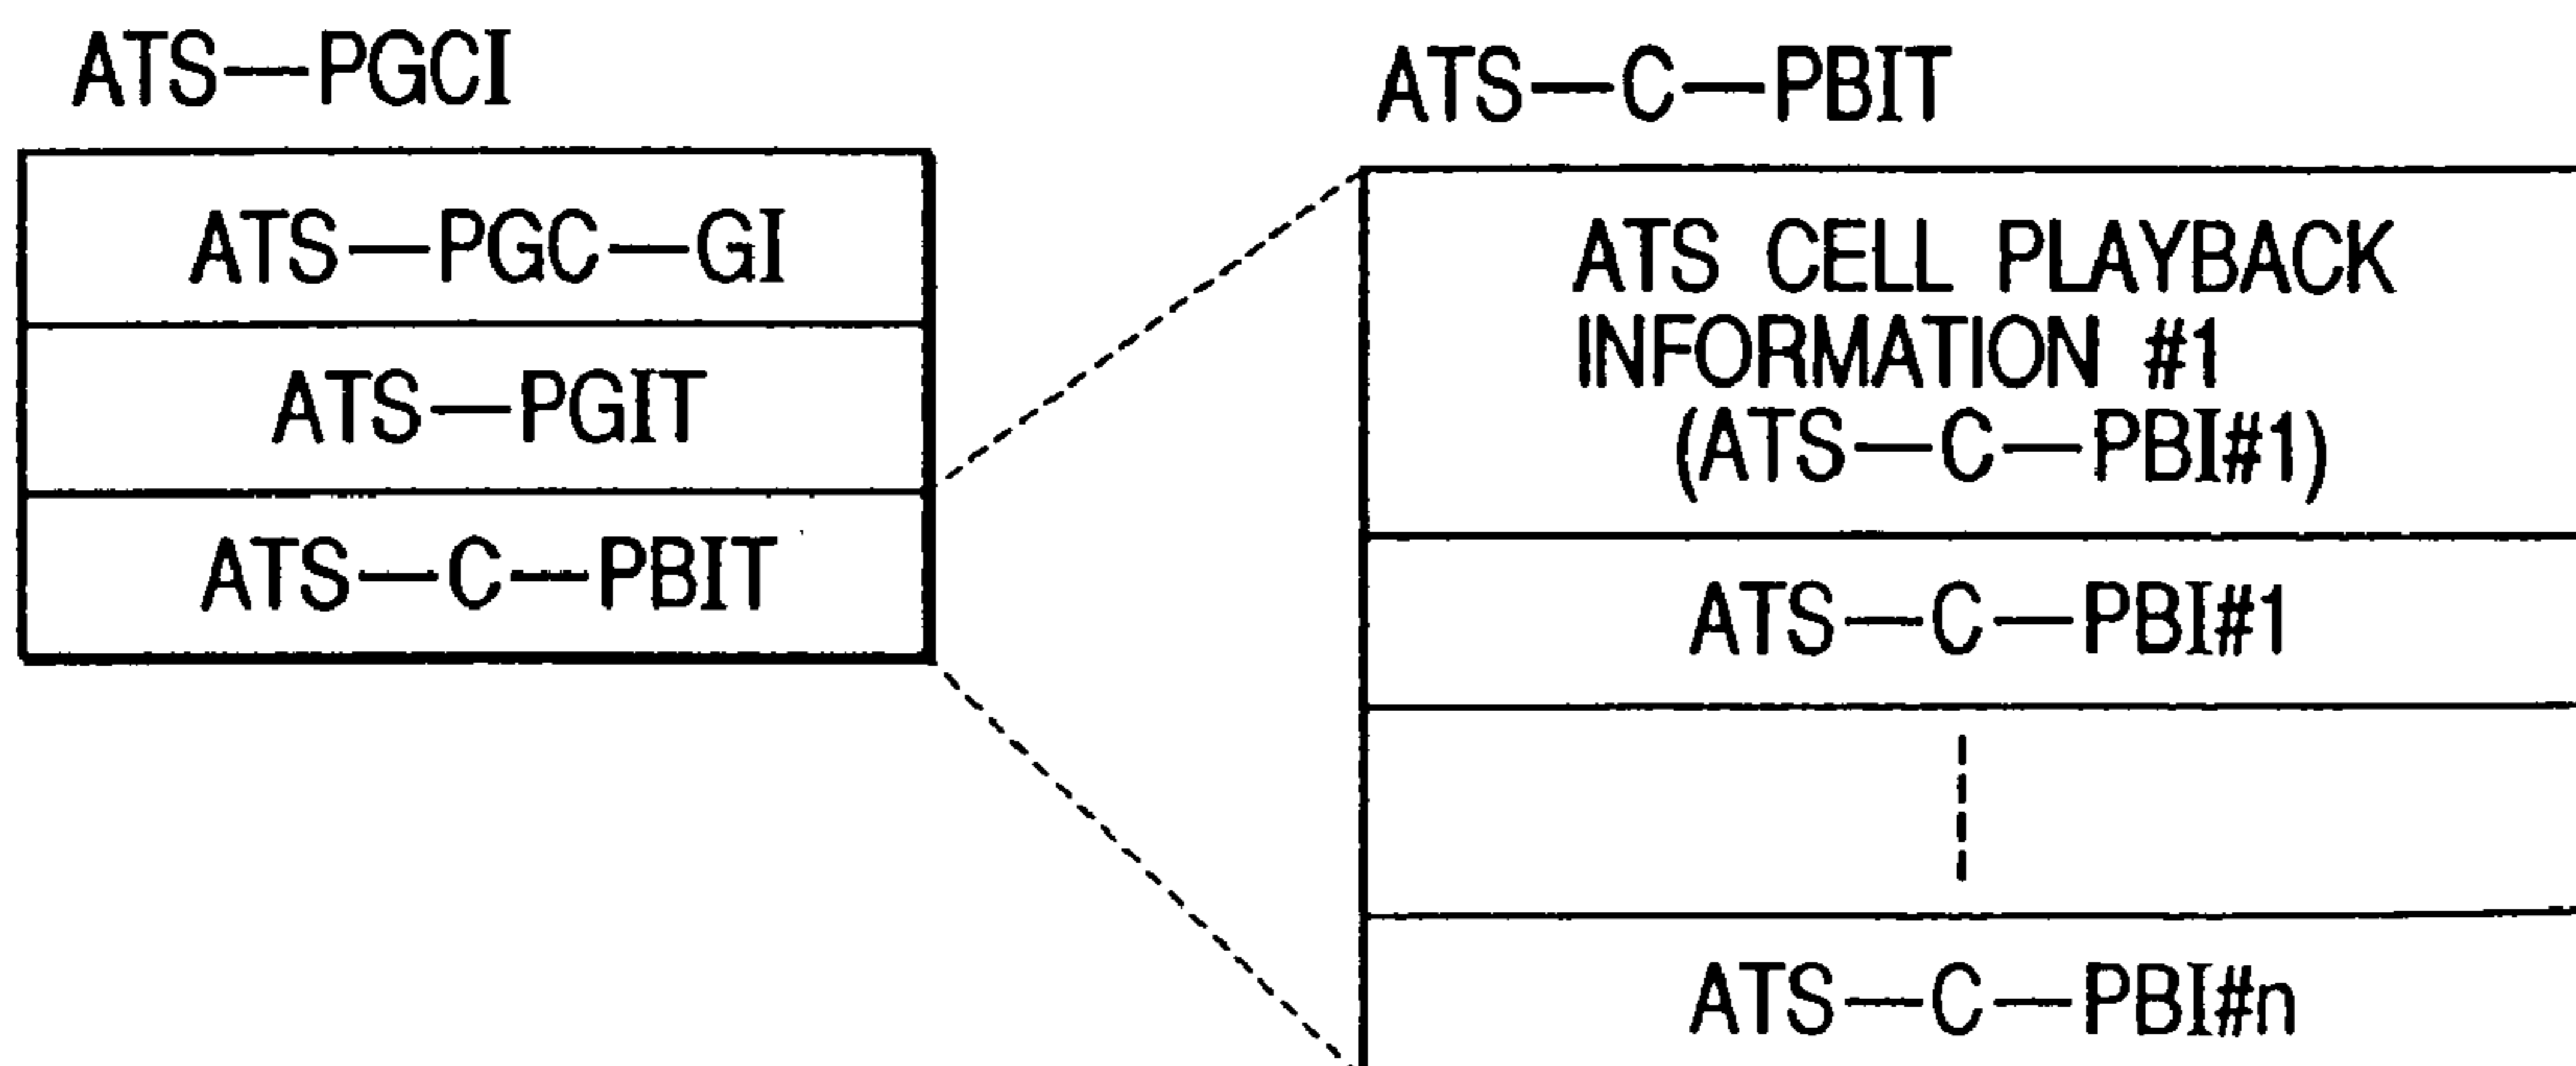 ATS—PGCI
ATS—PGC—GI
ATS—PGIT
ATS—C—PBIT
ATS—C—PBIT
ATS CELL PLAYBACK
INFORMATION #1
(ATS—C—PBI#1)
ATS—C—PBI#1
ATS—C—PBI#n